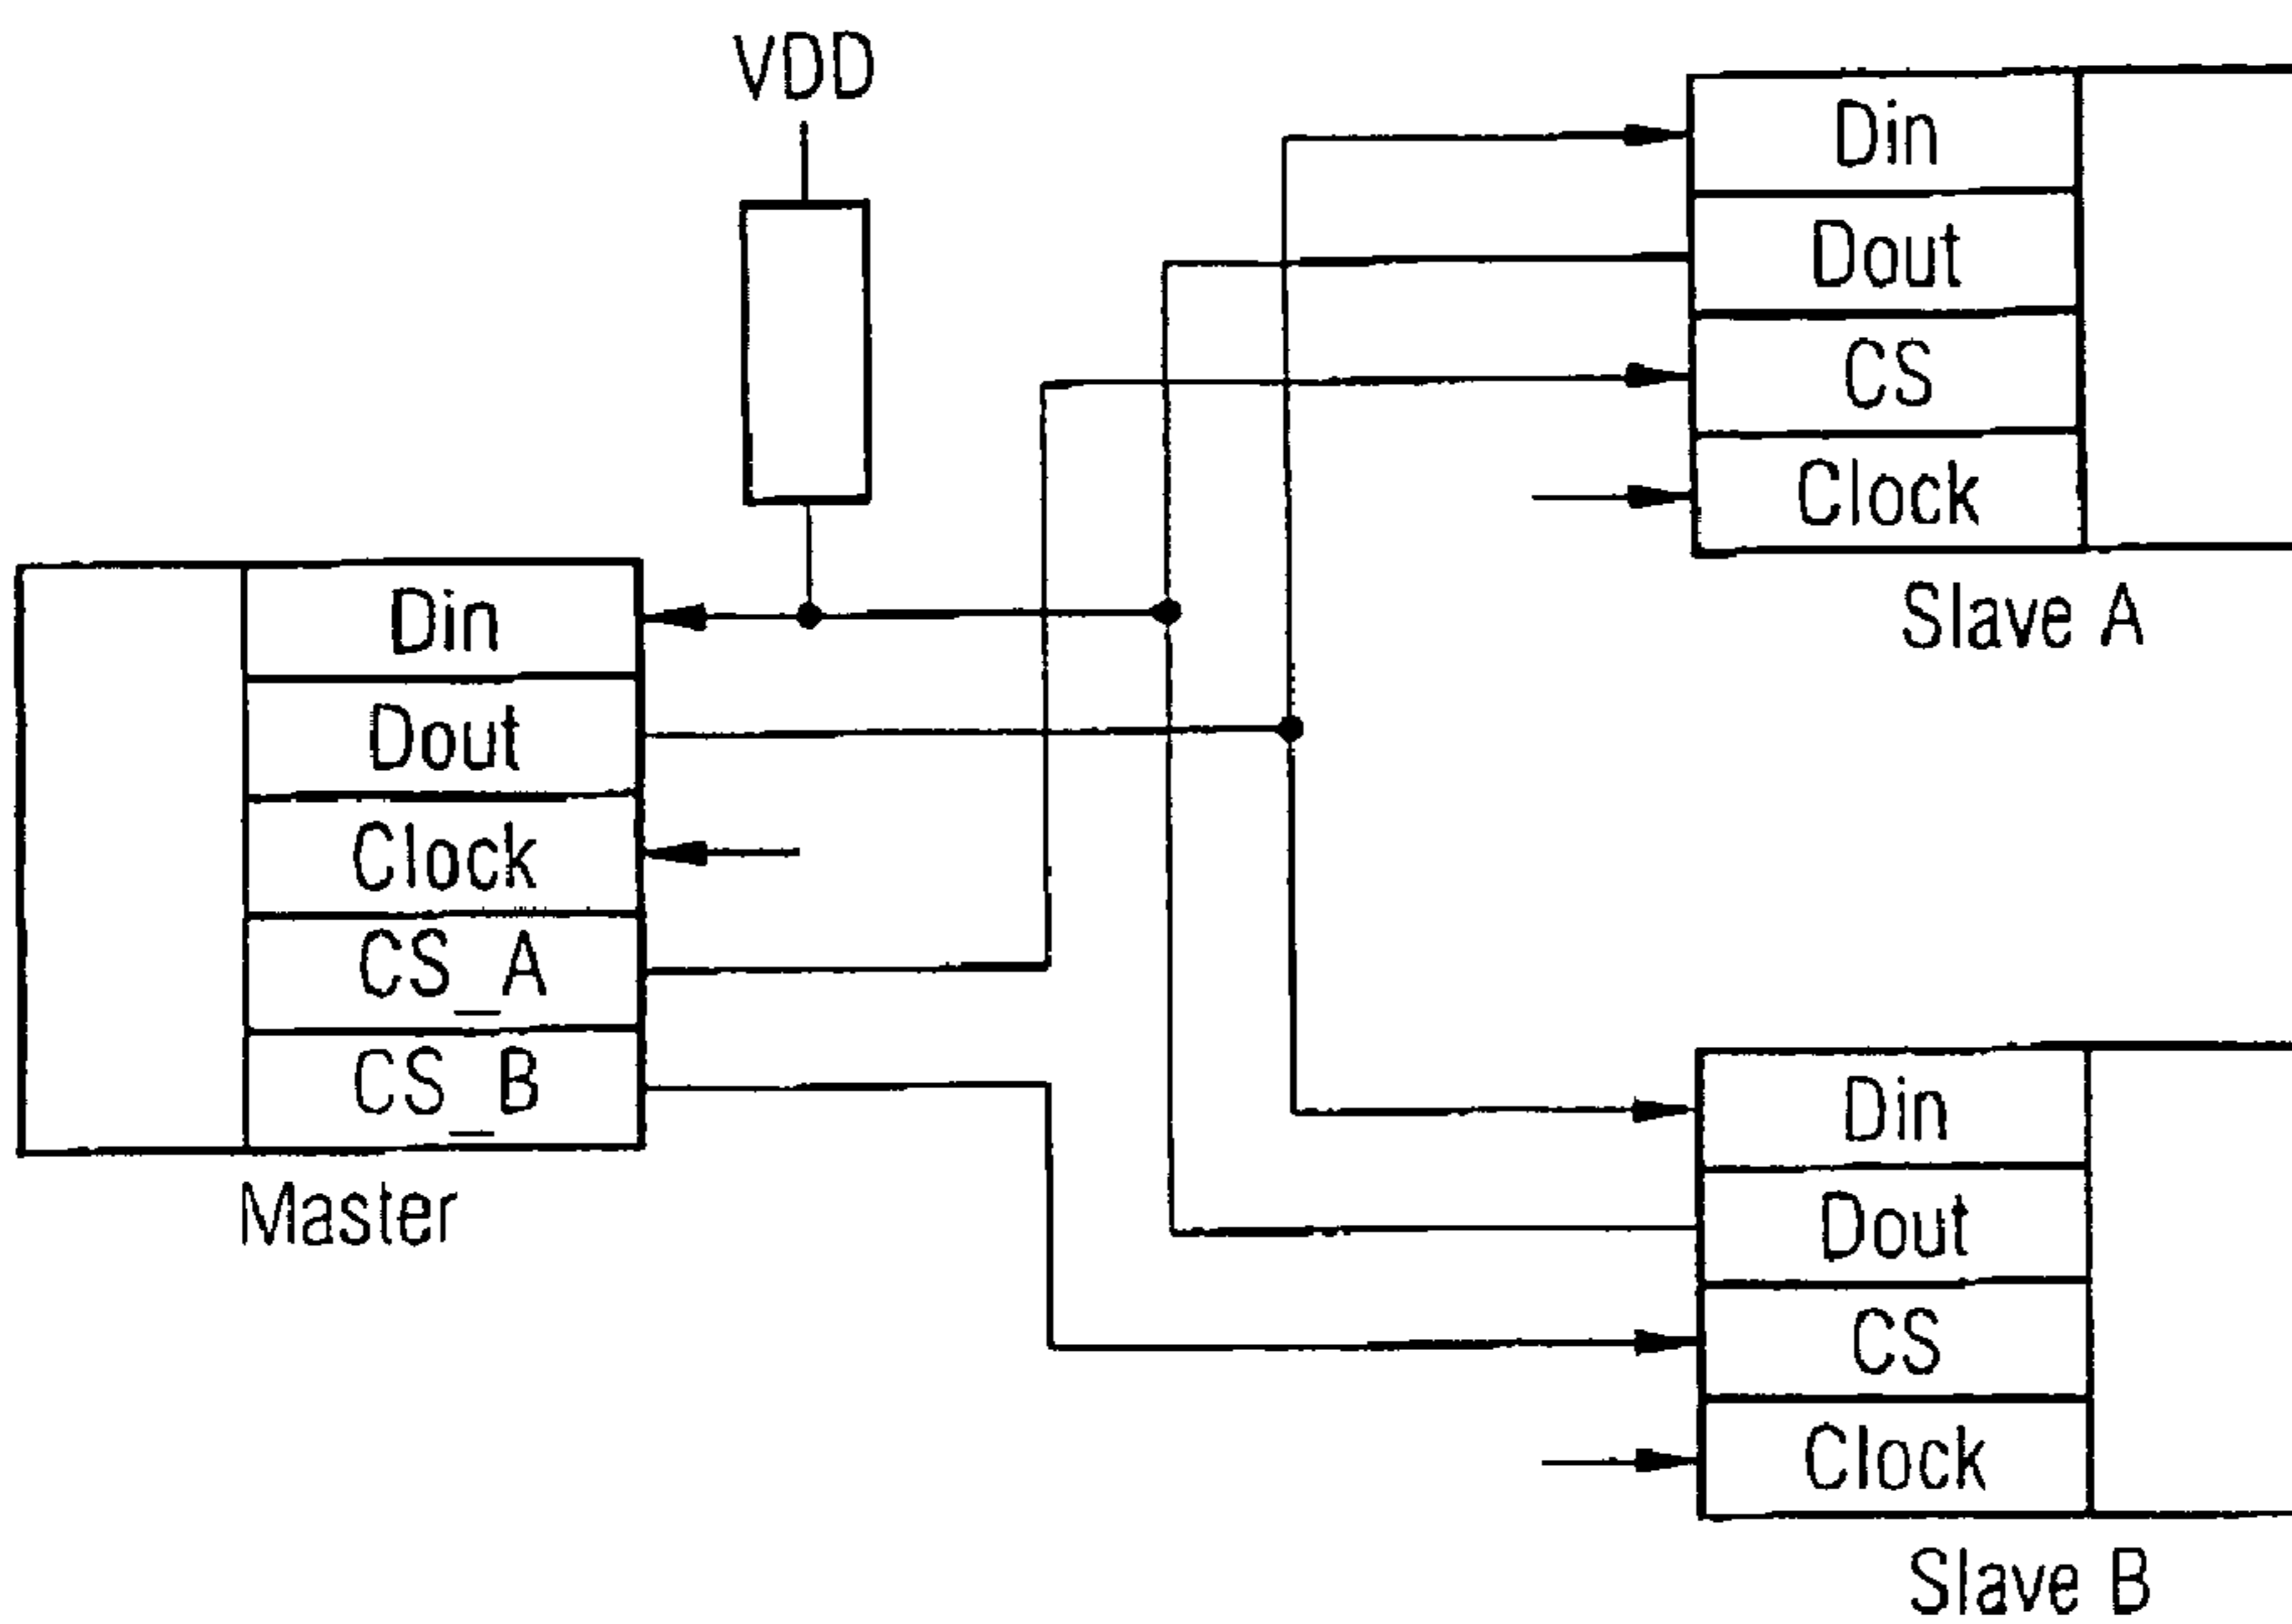 VDD
Din
Dout
CS
Clock
Slave A
Din
Dout
Clock
CS_A
CS_B
Master
Din
Dout
CS
Clock
Slave B